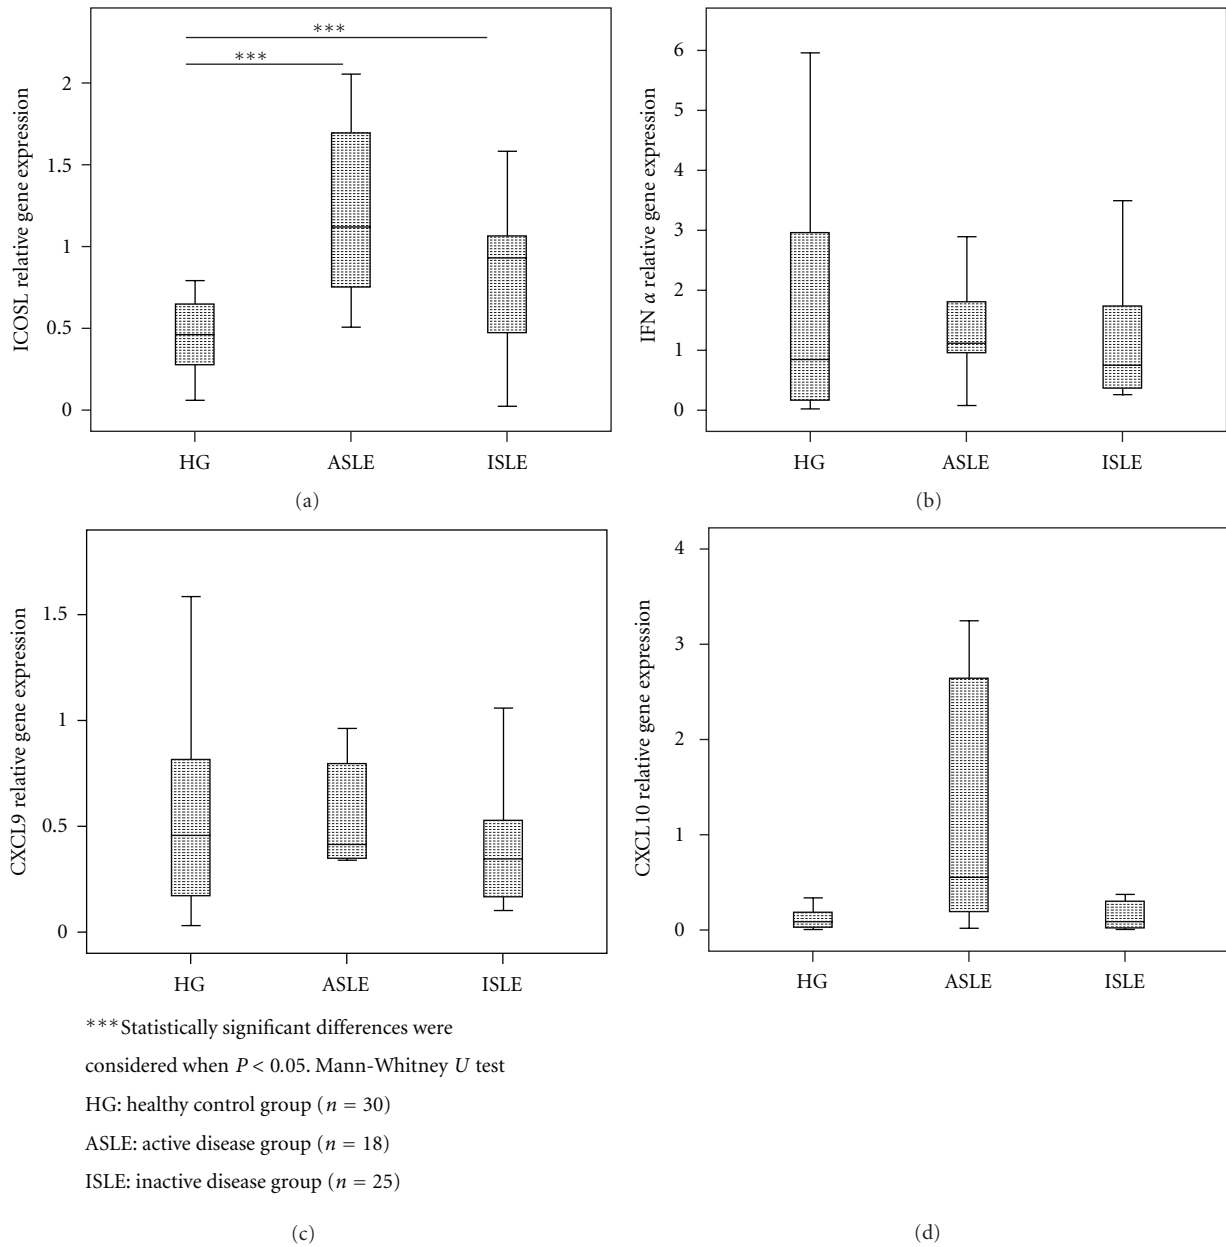 ***
***
2
1.5
1
0.5
0
ICOSL relative gene expression
HG ASLE ISLE
(a)
6
5
4
3
2
1
0
IFN α relative gene expression
HG ASLE ISLE
(b)
1.5
1
0.5
0
CXCL9 relative gene expression
HG ASLE ISLE
***Statistically significant differences were
considered when P < 0.05. Mann-Whitney U test
HG: healthy control group (n = 30)
ASLE: active disease group (n = 18)
ISLE: inactive disease group (n = 25)
(c)
4
3
2
1
0
CXCL10 relative gene expression
HG ASLE ISLE
(d)